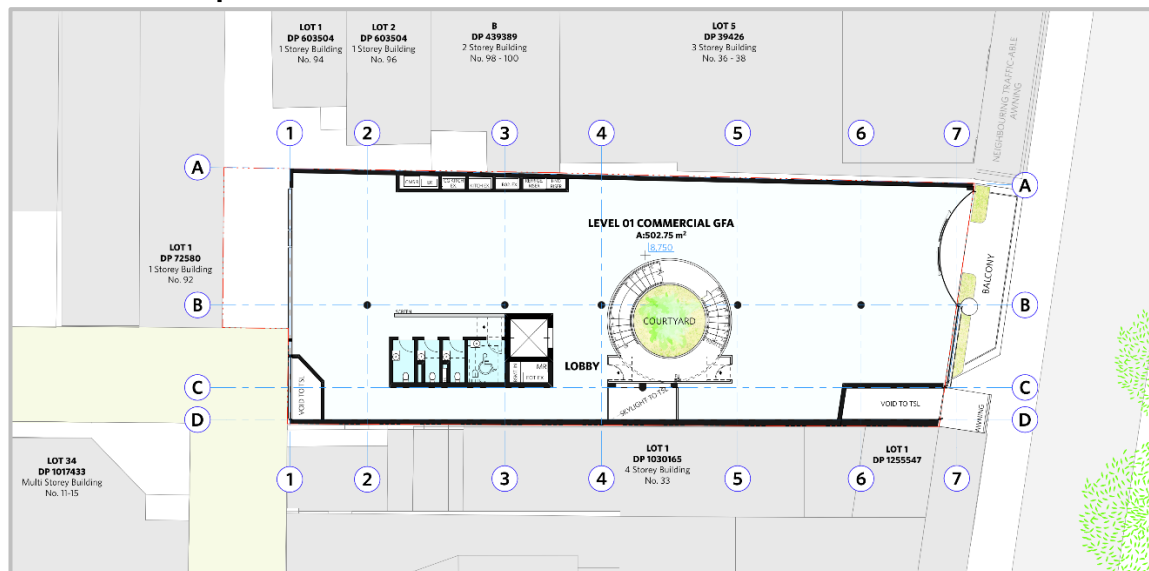 LOT 1
DP 603504
1 Storey Building
No. 94
LOT 2
DP 603504
1 Storey Building
No. 96
B
DP 439389
2 Storey Building
No. 98 - 100
LOT 5
DP 39426
3 Storey Building
No. 36 - 38
NEIGHBOURING TRAFFIC-ABLE
AWNING
1
2
3
4
5
6
7
A
A
KITCHEN EX
LEVEL 01 COMMERCIAL GFA
A:502.75 m²
8,750
LOT 1
DP 72580
1 Storey Building
No. 92
BALCONY
B
B
COURTYARD
LOBBY
MR
VOID TO TSL
SKYLIGHT TO TSL
VOID TO TSL
AWNING
C
C
D
D
LOT 34
DP 1017433
Multi Storey Building
No. 11-15
LOT 1
DP 1030165
4 Storey Building
No. 33
LOT 1
DP 1255547
1
2
3
4
5
6
7